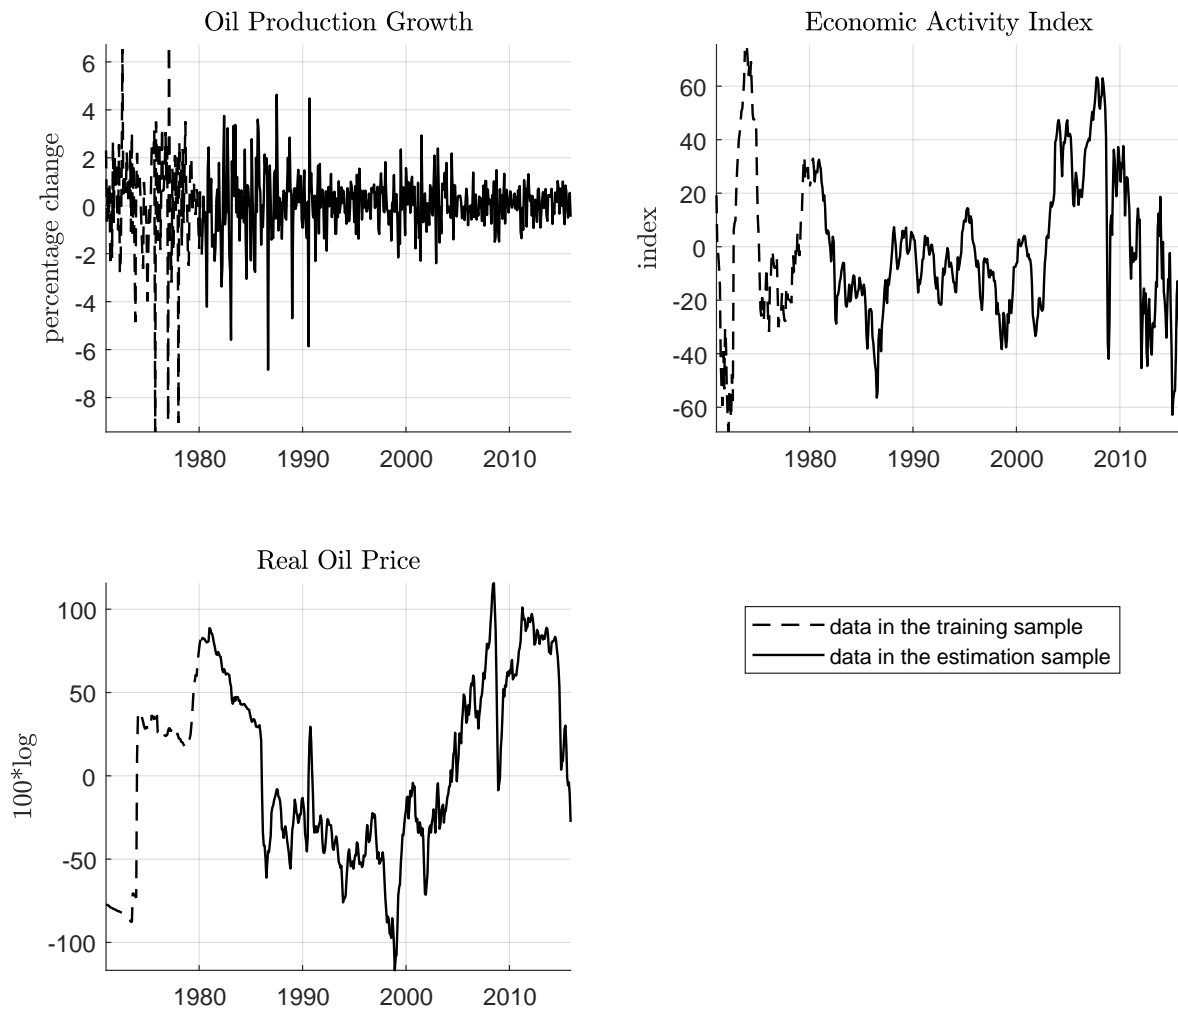 Oil Production Growth
percentage change
6
4
2
0
-2
-4
-6
-8
1980 1990 2000 2010
Economic Activity Index
index
60
40
20
0
-20
-40
-60
1980 1990 2000 2010
Real Oil Price
100*log
100
50
0
-50
-100
1980 1990 2000 2010
data in the training sample
data in the estimation sample